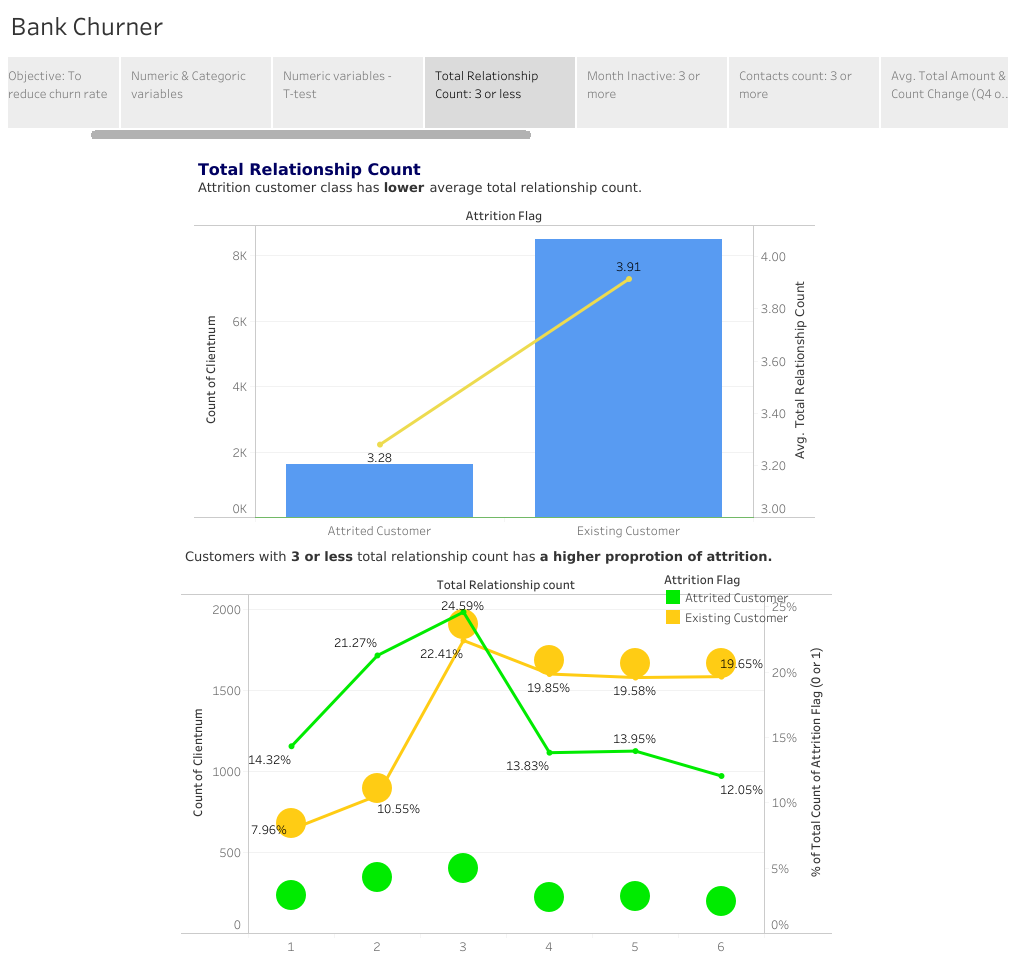 Bank Churner
Objective: To
reduce churn rate
Numeric & Categoric
variables
Numeric variables -
T-test
Total Relationship
Count: 3 or less
Month Inactive: 3 or
more
Contacts count: 3 or
more
Avg. Total Amount &
Count Change (Q4 o..
Total Relationship Count
Attrition customer class has lower average total relationship count.
Attrition Flag
8K
6K
4K
2K
0K
Count of Clientnum
3.28
3.91
4.00
3.80
3.60
3.40
3.20
3.00
Avg. Total Relationship Count
Attrited Customer
Existing Customer
Customers with 3 or less total relationship count has a higher proprotion of attrition.
Total Relationship count
Attrition Flag
Attrited Customer
Existing Customer
2000
1500
1000
500
0
Count of Clientnum
24.59%
21.27%
22.41%
14.32%
7.96%
10.55%
19.85%
19.58%
19.65%
13.83%
13.95%
12.05%
25%
20%
15%
10%
5%
0%
% of Total Count of Attrition Flag (0 or 1)
1
2
3
4
5
6